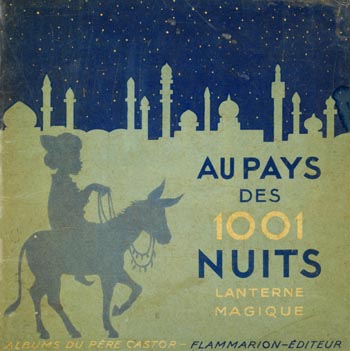 AU PAYS
DES
1001
NUITS
LANTERNE
MAGIQUE
ALBUMS DU PÈRE CASTOR - FLAMMARION-ÉDITEUR